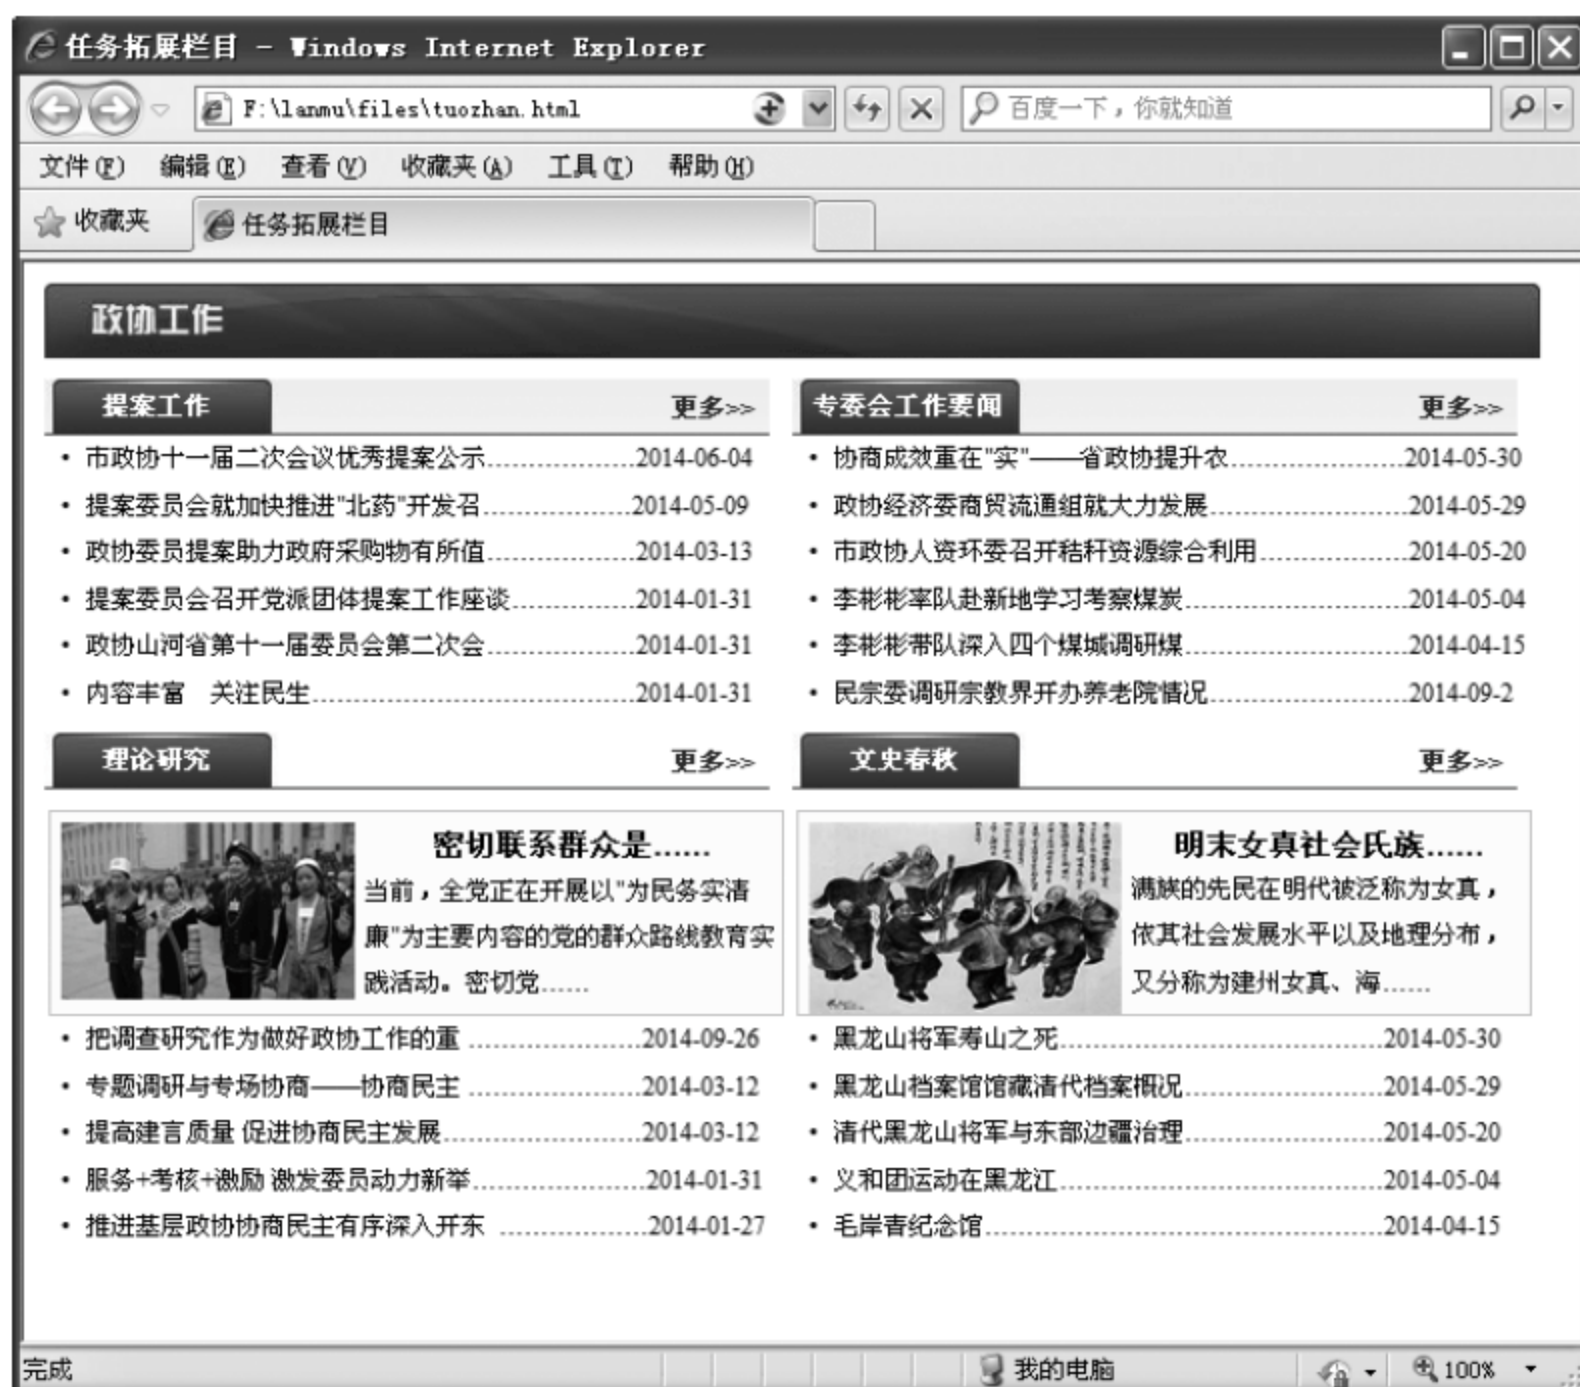 任务拓展栏目 - Windows Internet Explorer
F:\lanmu\files\tuozhan.html
百度一下，你就知道
文件(F) 编辑(E) 查看(V) 收藏夹(A) 工具(T) 帮助(H)
收藏夹 任务拓展栏目
政协工作
提案工作 更多>>
市政协十一届二次会议优秀提案公示..................2014-06-04
提案委员会就加快推进"北药"开发召..................2014-05-09
政协委员提案助力政府采购物有所值..................2014-03-13
提案委员会召开党派团体提案工作座谈...............2014-01-31
政协山河省第十一届委员会第二次会..................2014-01-31
内容丰富 关注民生.......................................2014-01-31
专委会工作要闻 更多>>
协商成效重在"实"——省政协提升农.....................2014-05-30
政协经济委商贸流通组就大力发展........................2014-05-29
市政协人资环委召开秸秆资源综合利用..................2014-05-20
李彬彬率队赴新地学习考察煤炭...........................2014-05-04
李彬彬带队深入四个煤城调研煤...........................2014-04-15
民宗委调研宗教界开办养老院情况........................2014-09-2
理论研究 更多>>
密切联系群众是......
当前，全党正在开展以"为民务实清
廉"为主要内容的党的群众路线教育实
践活动。密切党......
把调查研究作为做好政协工作的重 .....................2014-09-26
专题调研与专场协商——协商民主 ......................2014-03-12
提高建言质量 促进协商民主发展........................2014-03-12
服务+考核+激励 激发委员动力新举.....................2014-01-31
推进基层政协协商民主有序深入开东 ..................2014-01-27
文史春秋 更多>>
明末女真社会氏族......
满族的先民在明代被泛称为女真，
依其社会发展水平以及地理分布，
又分称为建州女真、海......
黑龙山将军寿山之死.......................................2014-05-30
黑龙山档案馆馆藏清代档案概况........................2014-05-29
清代黑龙山将军与东部边疆治理........................2014-05-20
义和团运动在黑龙江.......................................2014-05-04
毛岸青纪念馆................................................2014-04-15
完成 我的电脑 100%